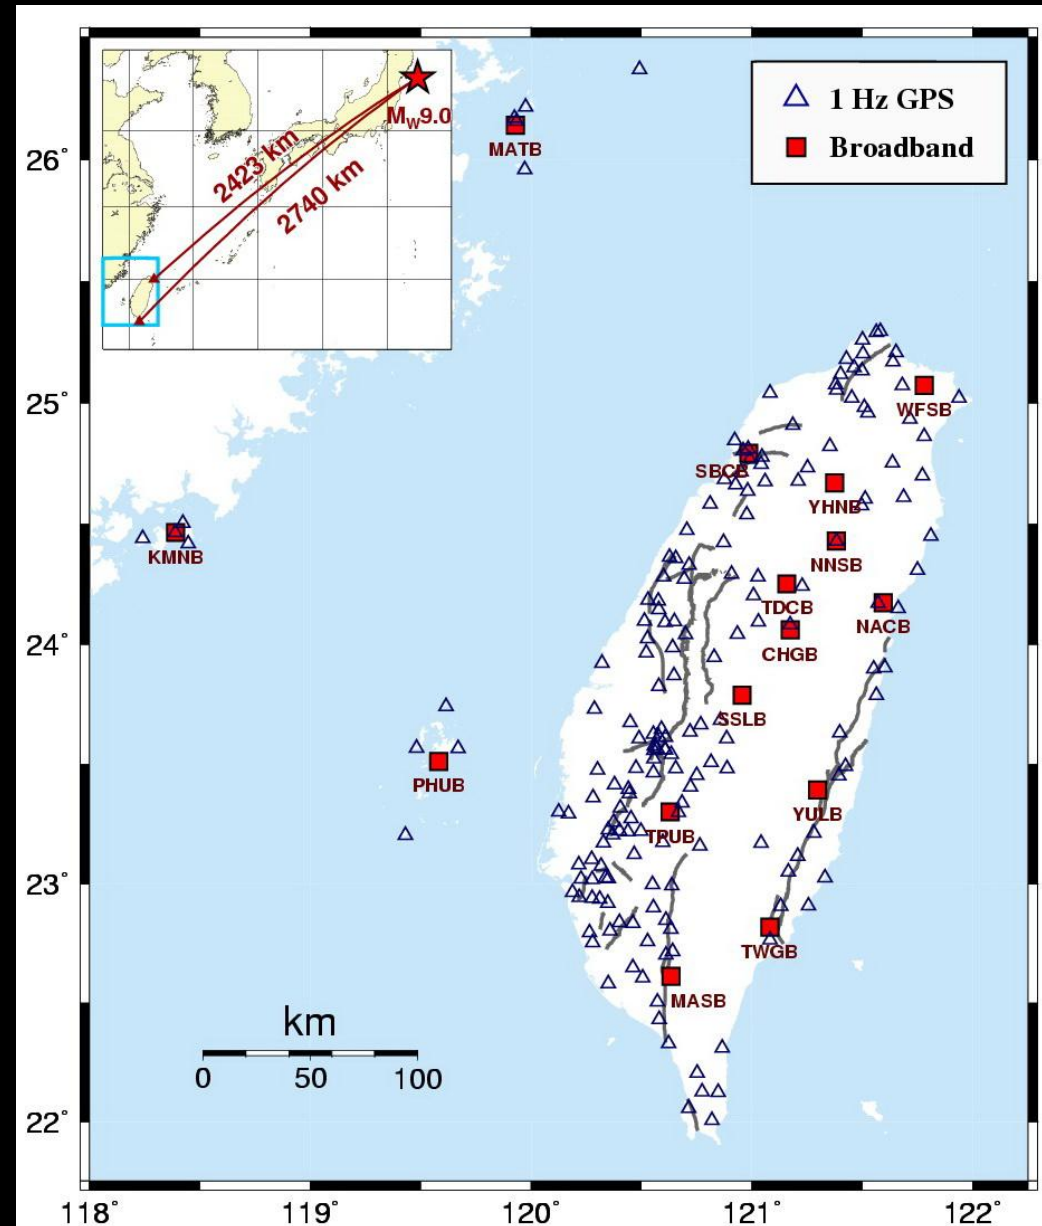 1 Hz GPS
Broadband
Mw9.0
2423 km
2740 km
MATB
WFSB
SBCB
YHNB
KMNB
NNSB
TDCB
NACB
CHGB
SSLB
PHUB
YULB
TPUB
TWGB
MASB
km
0 50 100
26°
25°
24°
23°
22°
118° 119° 120° 121° 122°